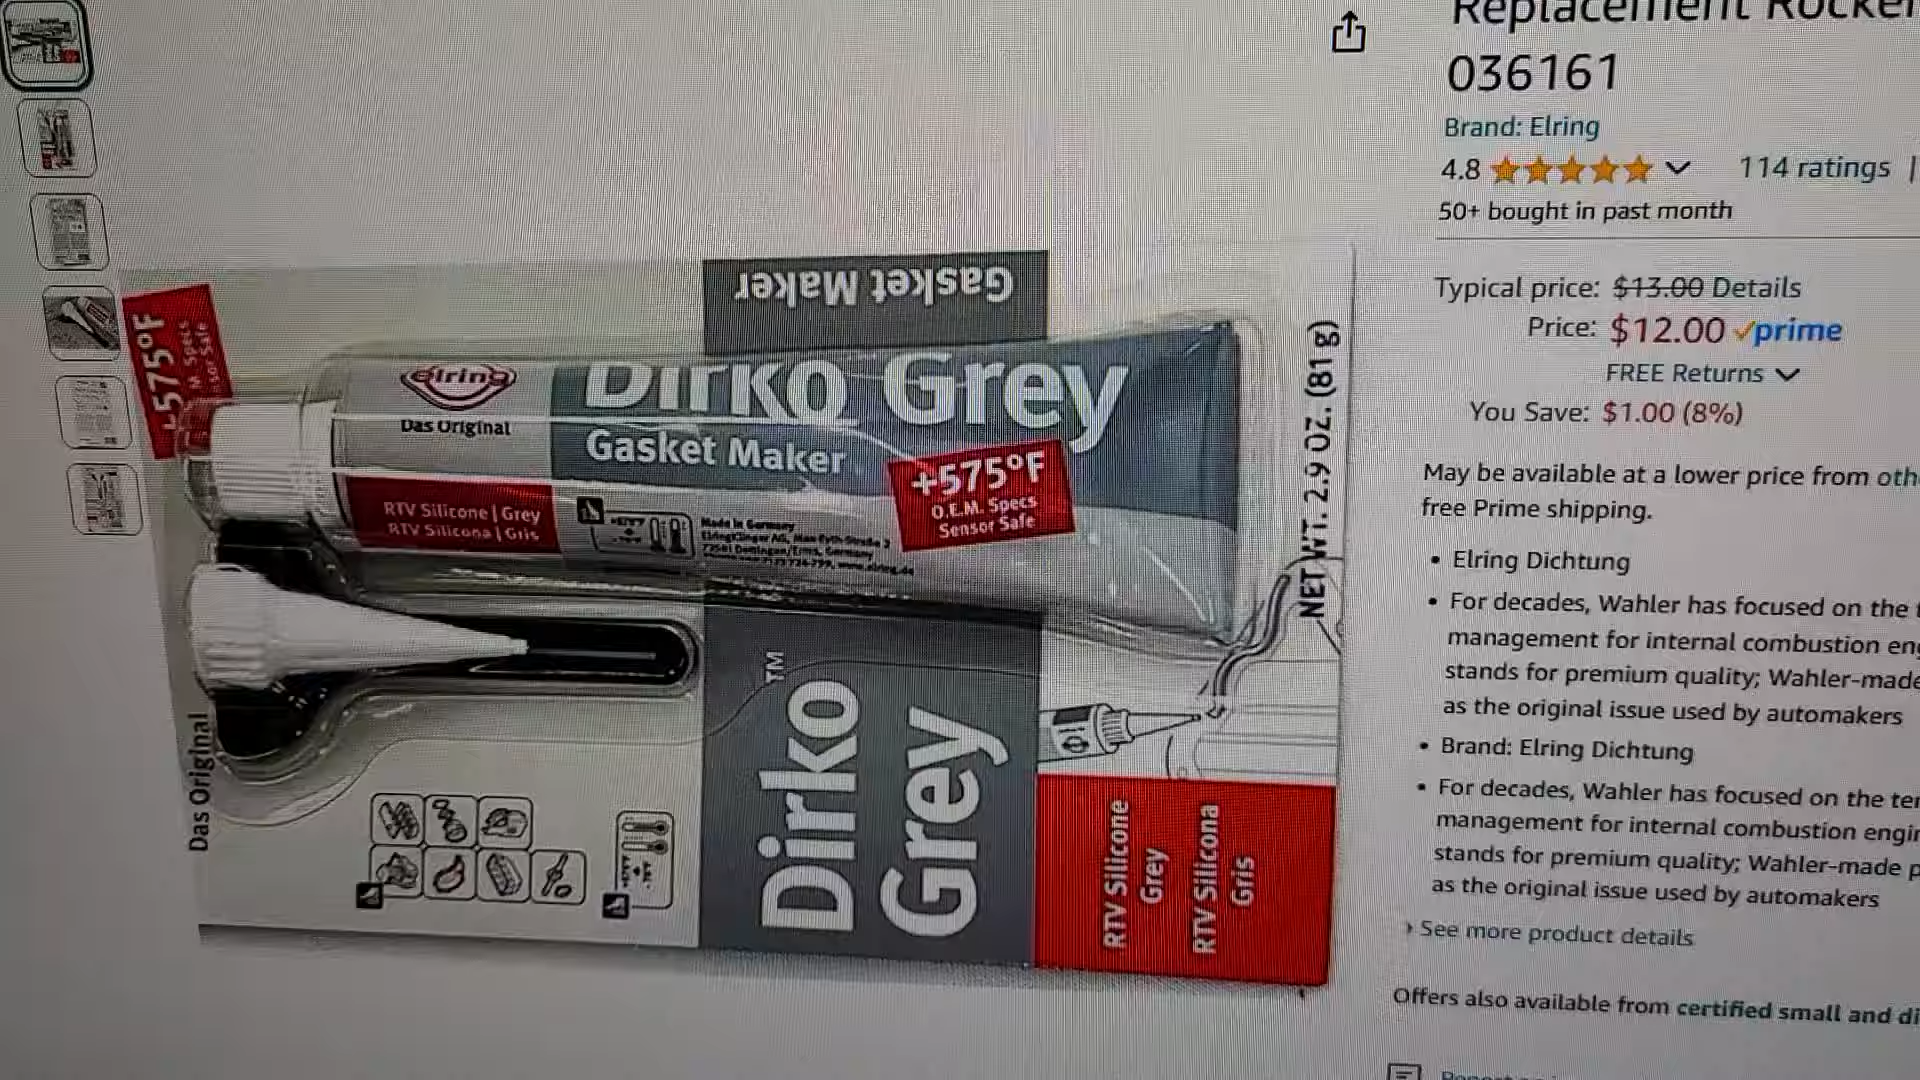 Replacement Rocker
036161
Brand: Elring
4.8
114 ratings |
50+ bought in past month
Typical price: $13.00 Details
Price: $12.00 prime
FREE Returns
You Save: $1.00 (8%)
May be available at a lower price from oth
free Prime shipping.
• Elring Dichtung
• For decades, Wahler has focused on the t
management for internal combustion eng
stands for premium quality; Wahler-made
as the original issue used by automakers
• Brand: Elring Dichtung
• For decades, Wahler has focused on the ter
management for internal combustion engin
stands for premium quality; Wahler-made p
as the original issue used by automakers
› See more product details
Offers also available from certified small and di
Gasket Maker
elring
Das Original
Dirko Grey
Gasket Maker
RTV Silicone | Grey
RTV Silicona | Gris
+575°F
O.E.M. Specs
Sensor Safe
Made in Germany
NET WT. 2.9 OZ. (81 g)
575°F
Das Original
Dirko™
Grey
RTV Silicone
Grey
RTV Silicona
Gris